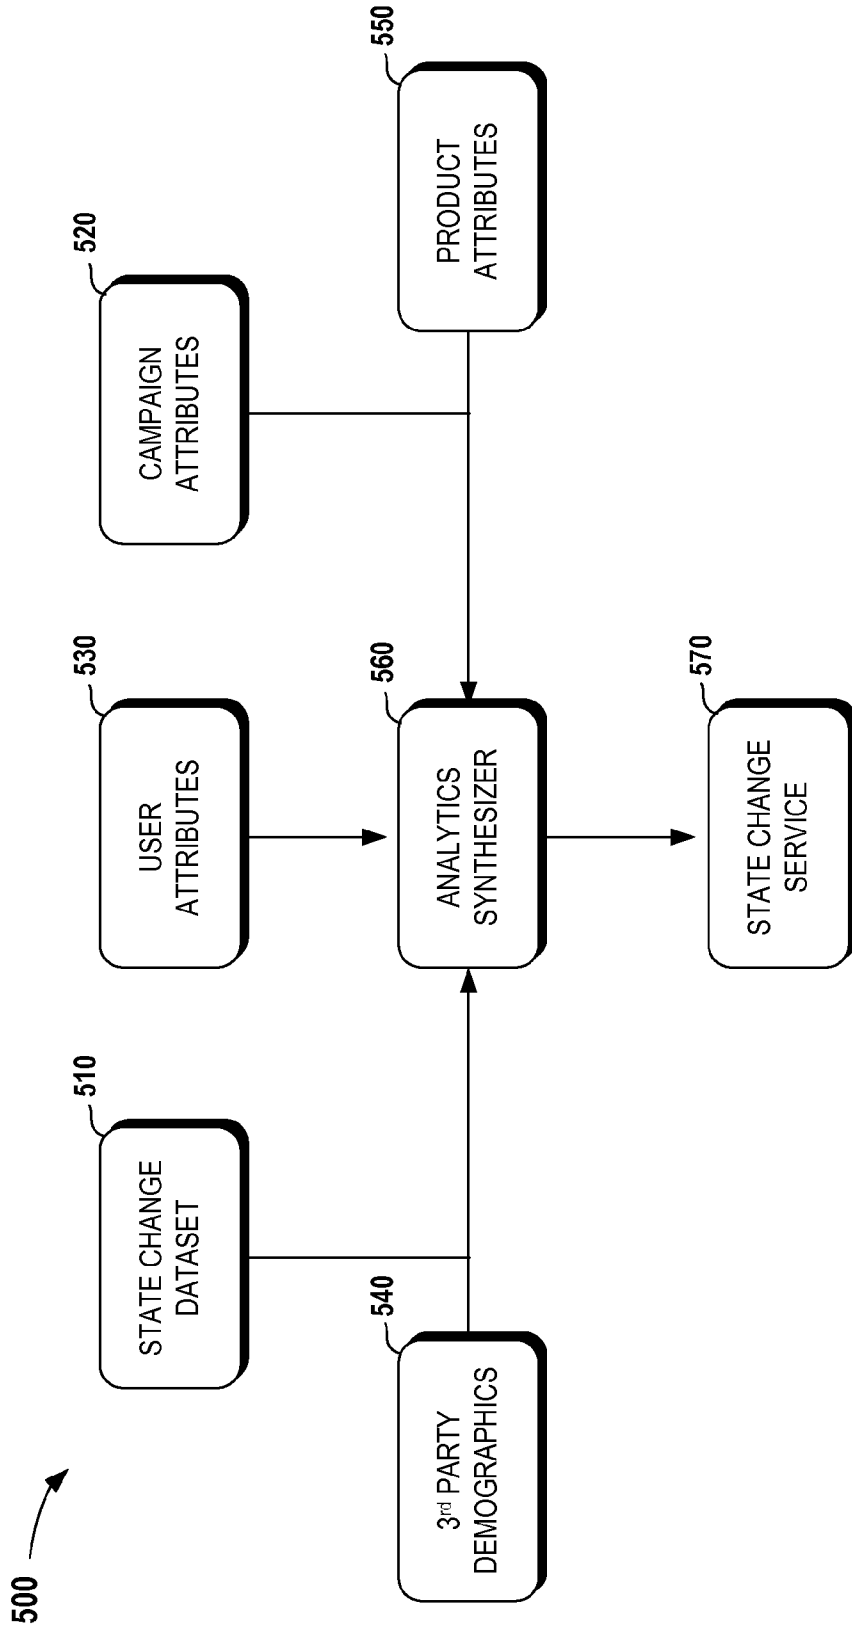 500
510
STATE CHANGE
DATASET
530
USER
ATTRIBUTES
520
CAMPAIGN
ATTRIBUTES
540
3rd PARTY
DEMOGRAPHICS
560
ANALYTICS
SYNTHESIZER
550
PRODUCT
ATTRIBUTES
570
STATE CHANGE
SERVICE